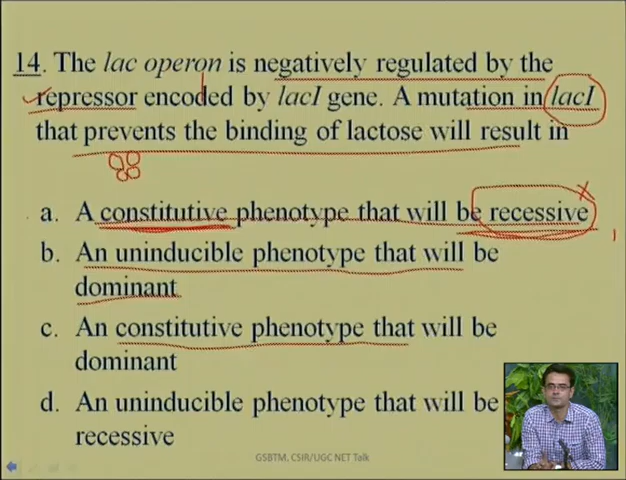 14. The lac operon is negatively regulated by the
repressor encoded by lacI gene. A mutation in lacI
that prevents the binding of lactose will result in
a. A constitutive phenotype that will be recessive
b. An uninducible phenotype that will be
dominant
c. An constitutive phenotype that will be
dominant
d. An uninducible phenotype that will be
recessive
GSBTM, CSIR/UGC NET Talk